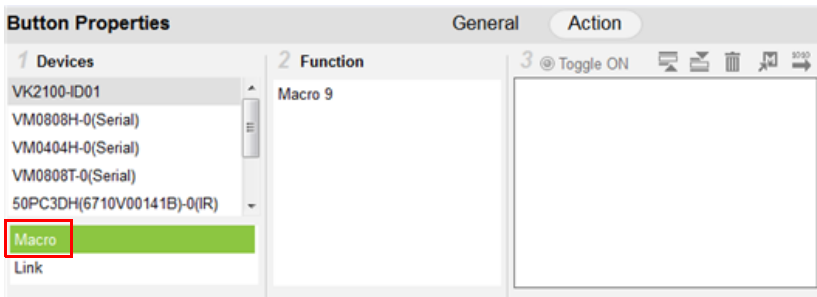 Button Properties
General
Action
1 Devices
2 Function
3 Toggle ON
VK2100-ID01
VM0808H-0(Serial)
VM0404H-0(Serial)
VM0808T-0(Serial)
50PC3DH(6710V00141B)-0(IR)
Macro
Link
Macro 9